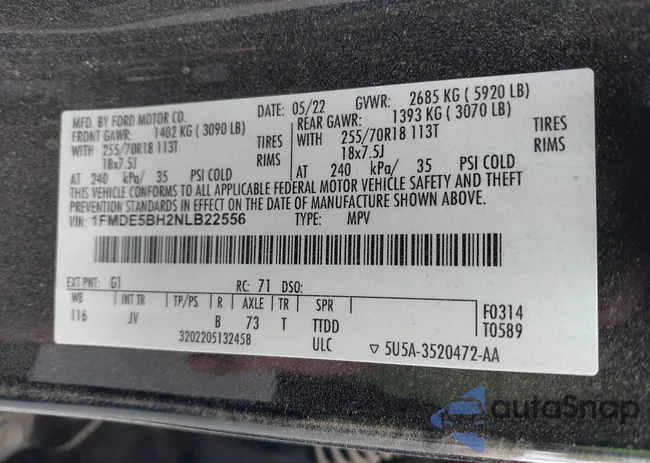 MFD. BY FORD MOTOR CO.
DATE: 05/22 GVWR: 2685 KG (5920 LB)
FRONT GAWR: 1402 KG (3090 LB)
REAR GAWR: 1393 KG (3070 LB)
WITH 255/70R18 113T TIRES
18x7.5J RIMS
AT 240 kPa/ 35 PSI COLD
WITH 255/70R18 113T TIRES
18x7.5J RIMS
AT 240 kPa/ 35 PSI COLD
THIS VEHICLE CONFORMS TO ALL APPLICABLE FEDERAL MOTOR VEHICLE SAFETY AND THEFT
PREVENTION STANDARDS IN EFFECT ON THE DATE OF MANUFACTURE SHOWN ABOVE.
VIN: 1FMDE5BH2NLB22556 TYPE: MPV
EXT PNT: G1 RC: 71 DSO:
WB INT TR TP/PS R AXLE TR SPR
116 JV B 73 T TTDD
F0314
T0589
3202205132458 ULC ▽ 5U5A-3520472-AA
autoSnap